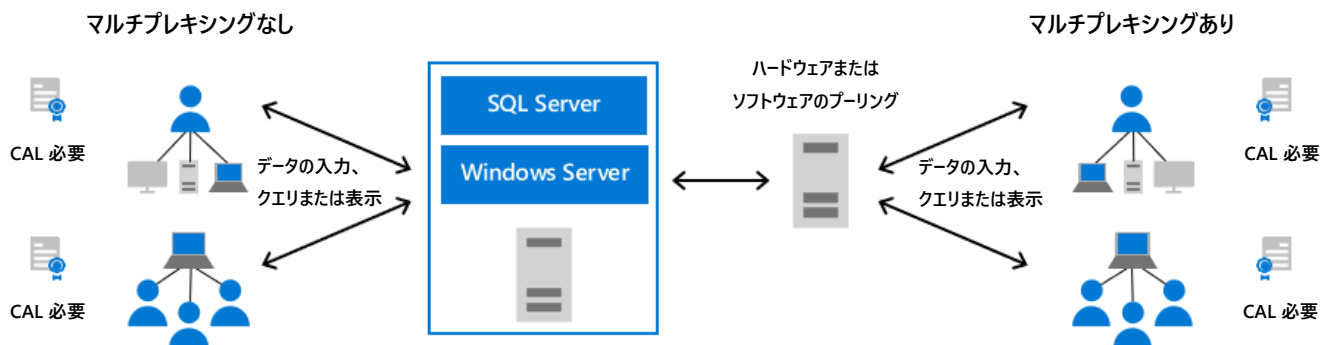 マルチプレキシングなし
マルチプレキシングあり
CAL 必要
データの入力、
クエリまたは表示
CAL 必要
SQL Server
Windows Server
ハードウェアまたは
ソフトウェアのプーリング
データの入力、
クエリまたは表示
CAL 必要
CAL 必要